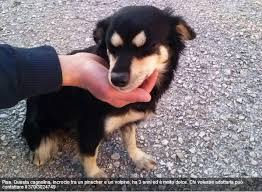 Pisa. Questa cagnolina, incrocio tra un pinscher e un volpino, ha 3 anni ed è molto dolce. Chi volesse adottarla può
contattare il 3703024749